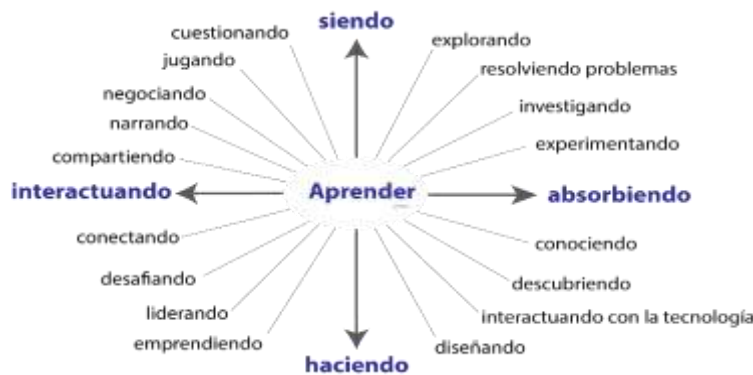 siendo
cuestionando
explorando
jugando
resolviendo problemas
negociando
investigando
narrando
experimentando
compartiendo
interactuando
Aprender
absorbiendo
conectando
conociendo
desafiando
descubriendo
liderando
interactuando con la tecnología
emprendiendo
diseñando
haciendo